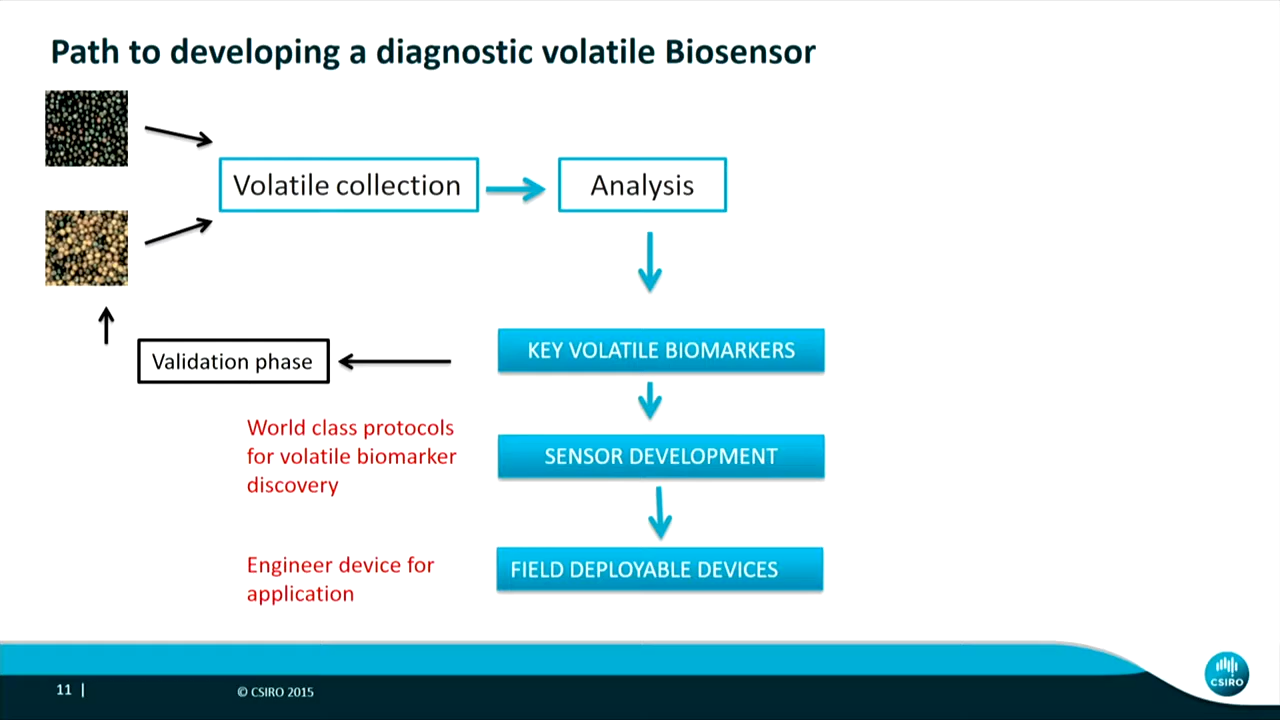 Path to developing a diagnostic volatile Biosensor
Volatile collection
Analysis
KEY VOLATILE BIOMARKERS
Validation phase
World class protocols
for volatile biomarker
discovery
SENSOR DEVELOPMENT
Engineer device for
application
FIELD DEPLOYABLE DEVICES
11 |
© CSIRO 2015
CSIRO